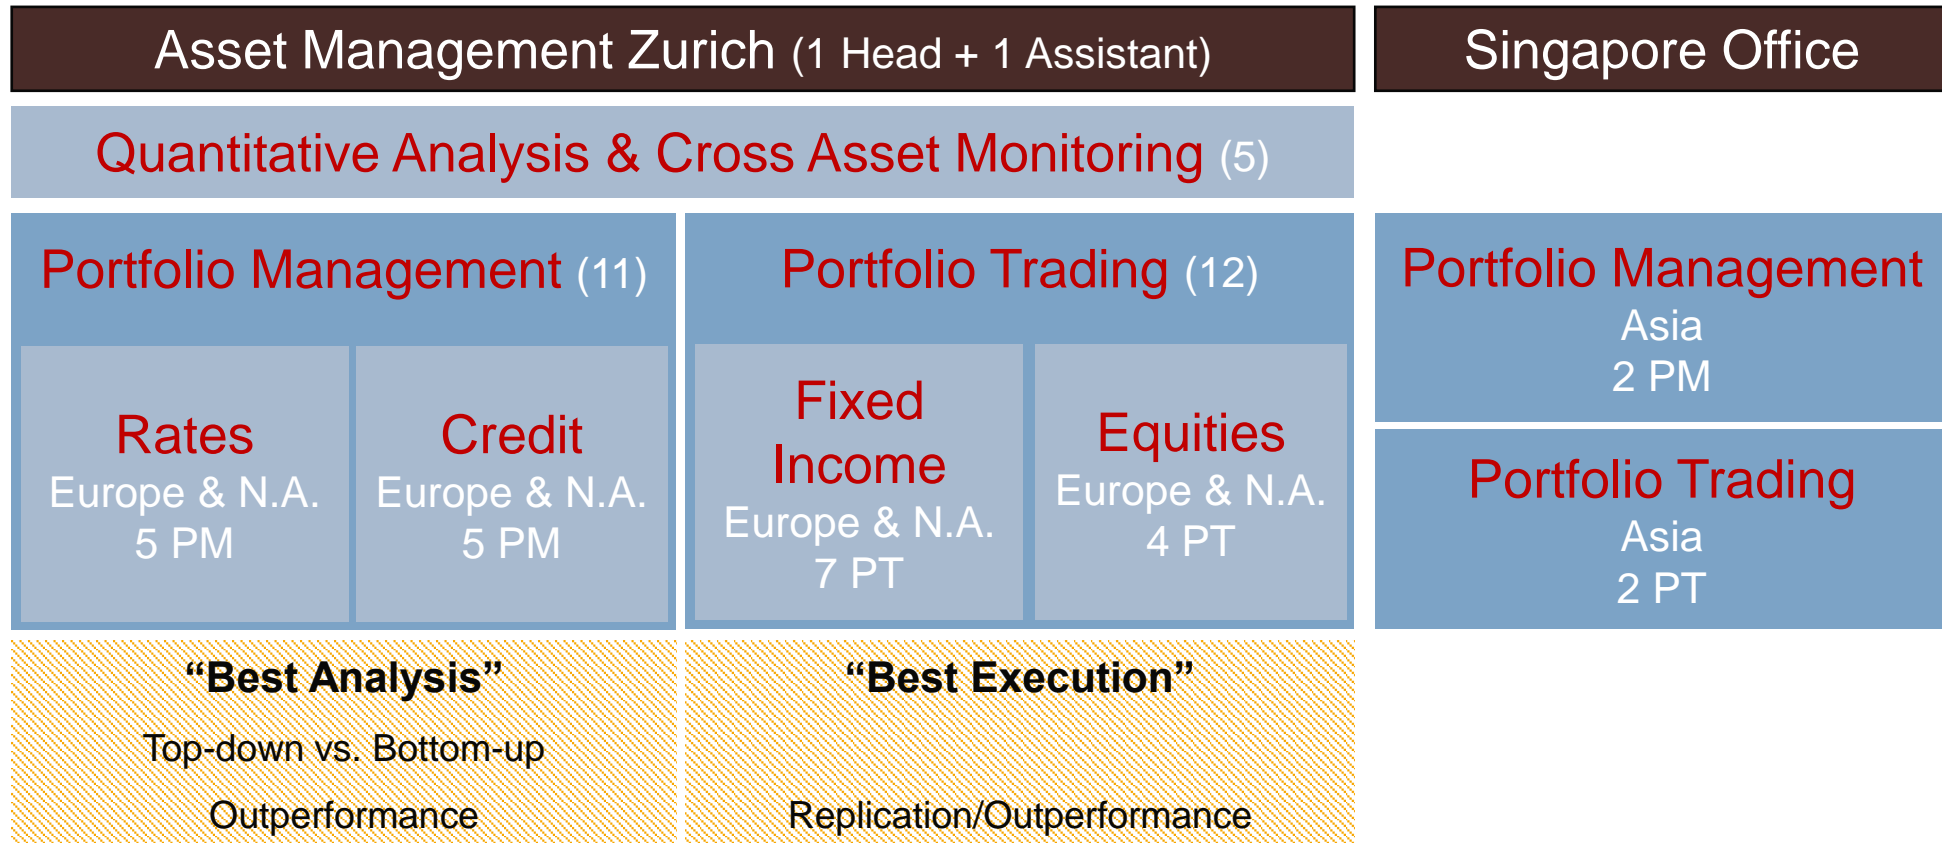 Asset Management Zurich (1 Head + 1 Assistant)
Singapore Office
Quantitative Analysis & Cross Asset Monitoring (5)
Portfolio Management (11)
Rates
Europe & N.A.
5 PM
Credit
Europe & N.A.
5 PM
Portfolio Trading (12)
Fixed
Income
Europe & N.A.
7 PT
Equities
Europe & N.A.
4 PT
Portfolio Management
Asia
2 PM
Portfolio Trading
Asia
2 PT
“Best Analysis”
Top-down vs. Bottom-up
Outperformance
“Best Execution”
Replication/Outperformance